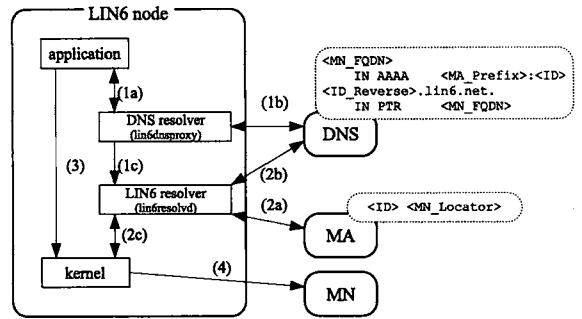 LIN6 node
application
(1a)
DNS resolver
(lin6dnsproxy)
(1b)
DNS
<MN_FQDN>
IN AAAA <MA_Prefix>:<ID>
<ID_Reverse>.lin6.net.
IN PTR <MN_FQDN>
(3)
(1c)
(2b)
LIN6 resolver
(lin6resolvd)
(2a)
<ID> <MN_Locator>
MA
(2c)
kernel
(4)
MN